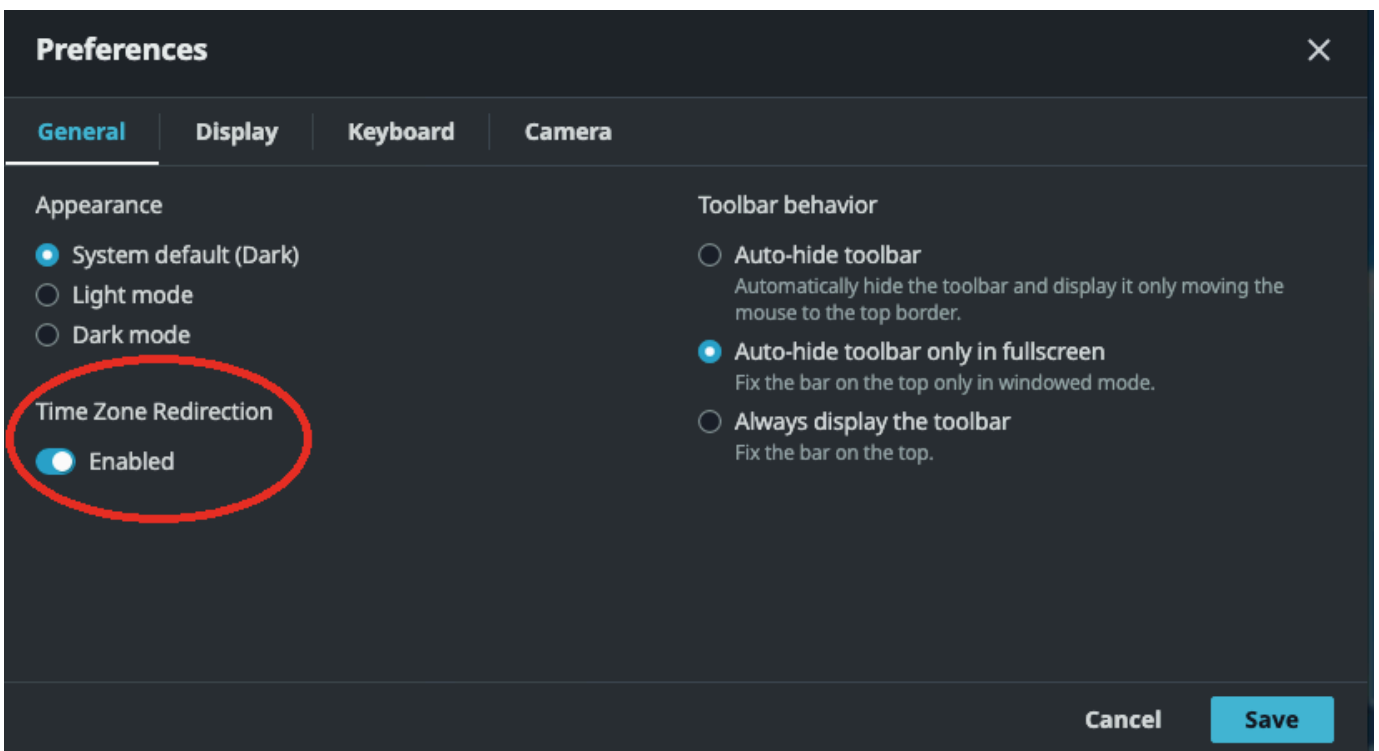 Preferences
General
Display
Keyboard
Camera
Appearance
System default (Dark)
Light mode
Dark mode
Time Zone Redirection
Enabled
Toolbar behavior
Auto-hide toolbar
Automatically hide the toolbar and display it only moving the
mouse to the top border.
Auto-hide toolbar only in fullscreen
Fix the bar on the top only in windowed mode.
Always display the toolbar
Fix the bar on the top.
Cancel
Save